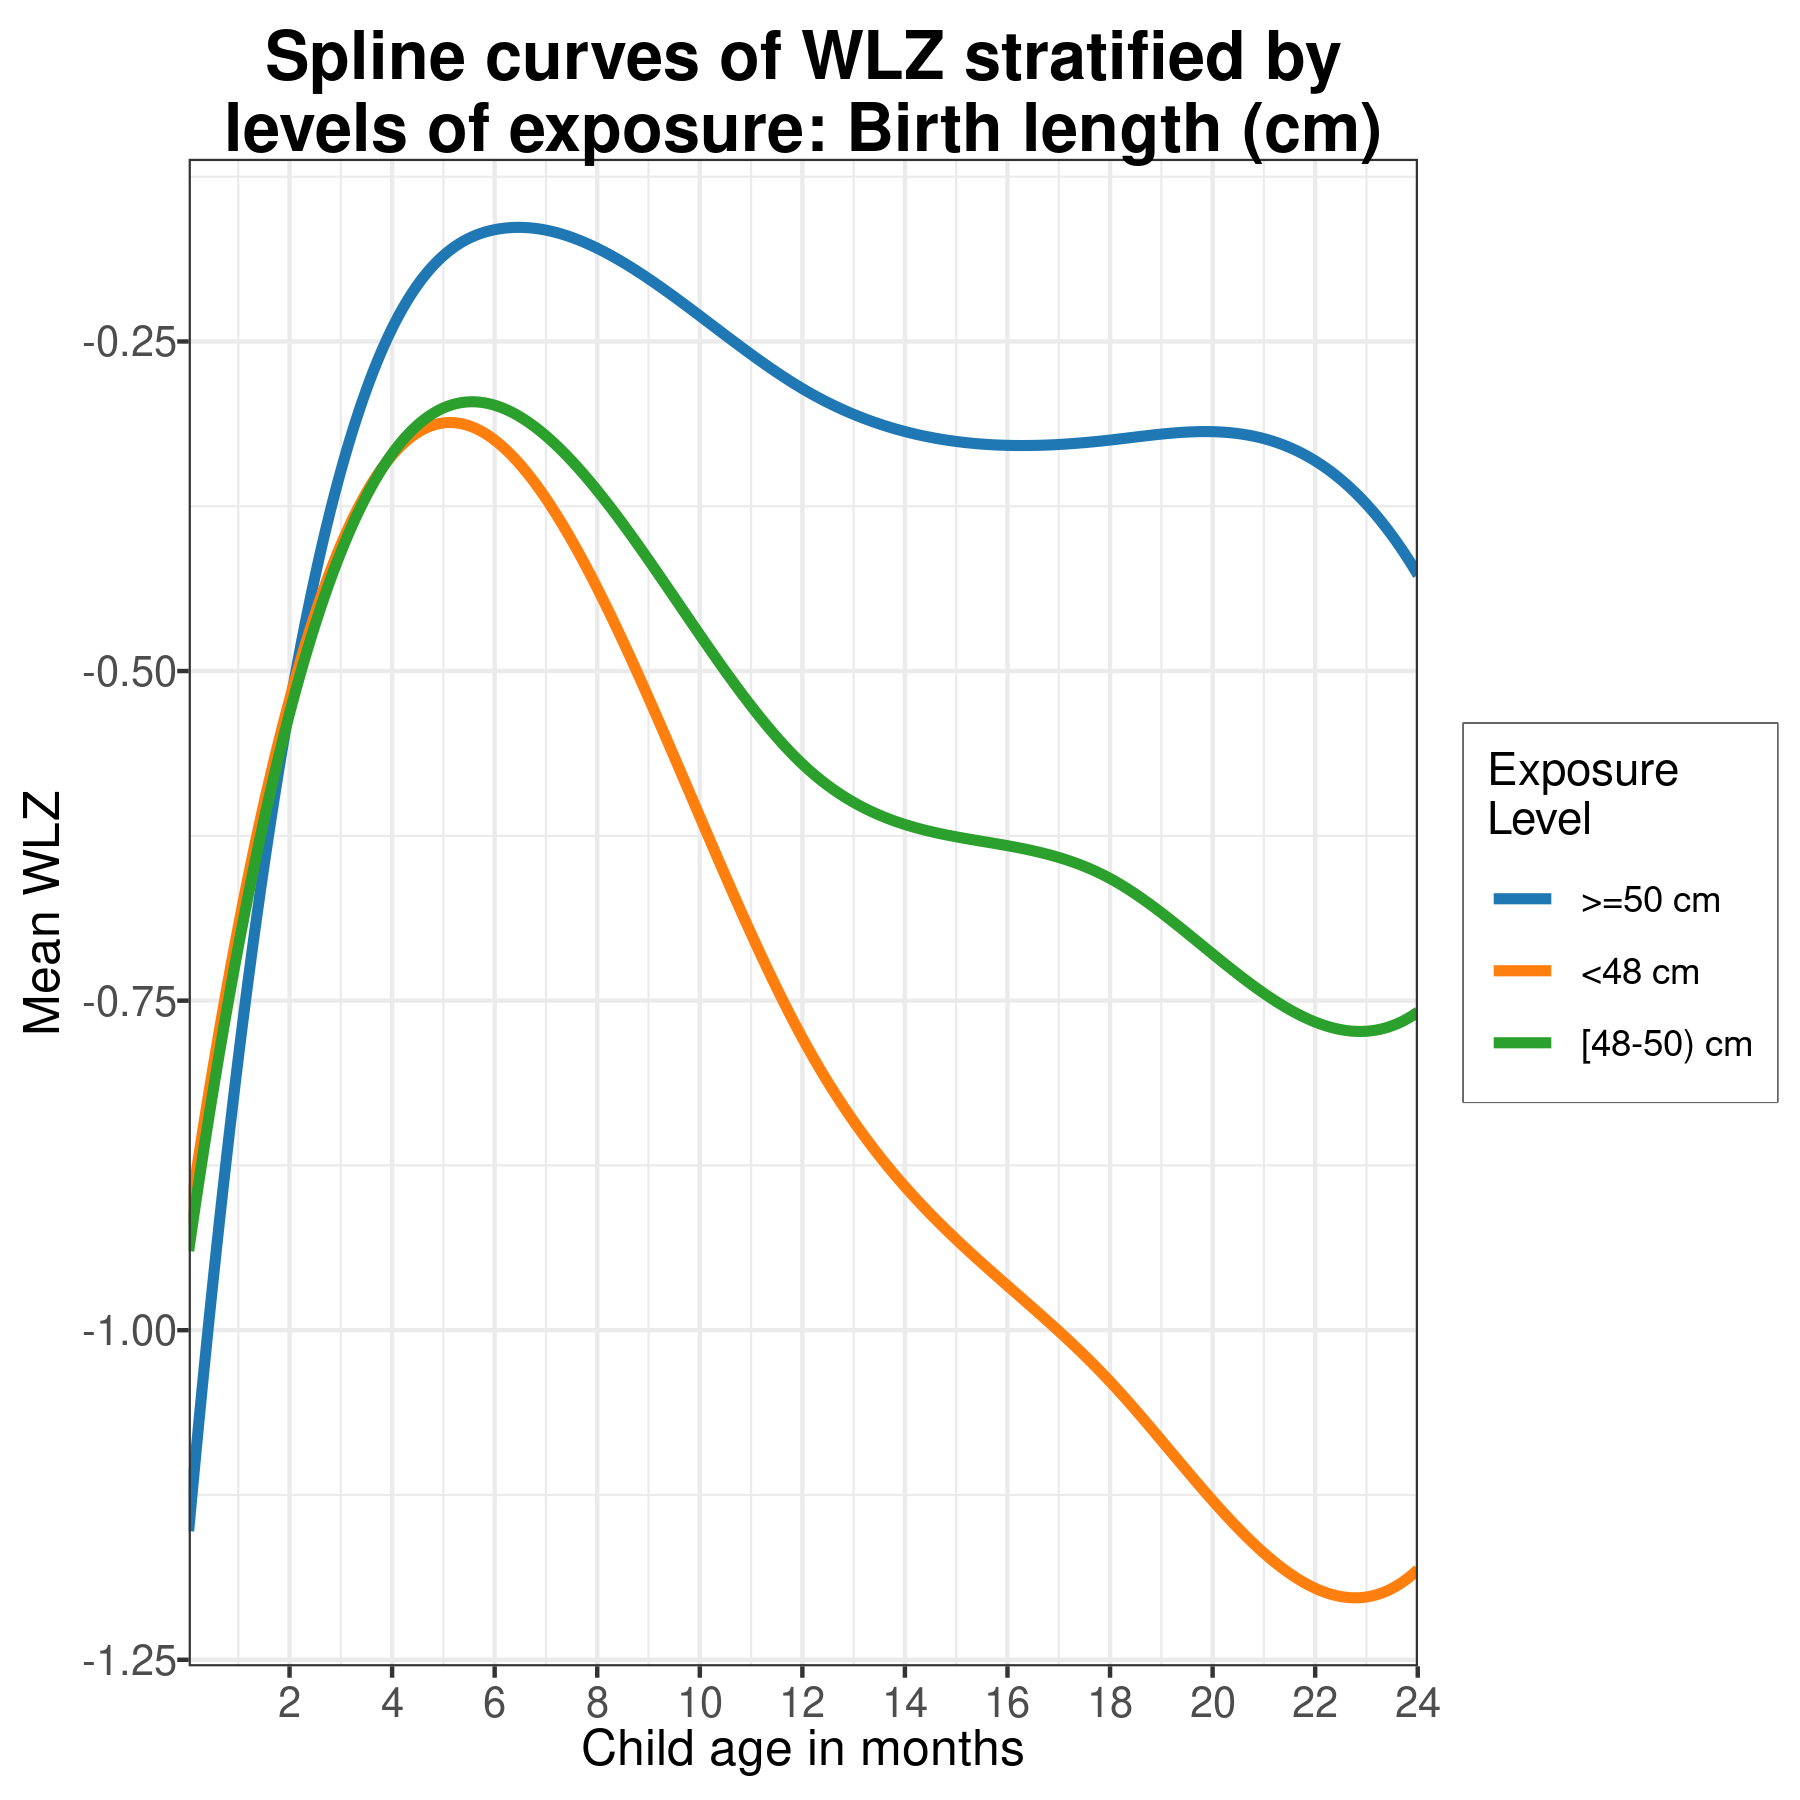 Spline curves of WLZ stratified by
levels of exposure: Birth length (cm)
Mean WLZ
-0.25
-0.50
-0.75
-1.00
-1.25
2 4 6 8 10 12 14 16 18 20 22 24
Child age in months
Exposure
Level
>=50 cm
<48 cm
[48-50) cm